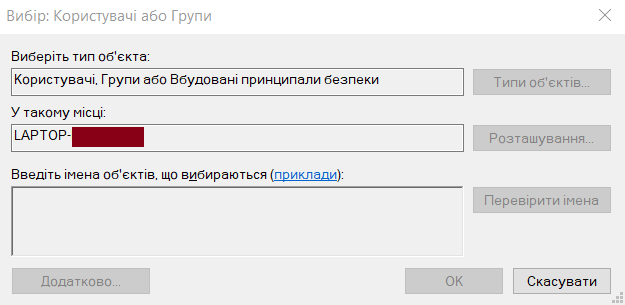 Вибір: Користувачі або Групи
Виберіть тип об'єкта:
Користувачі, Групи або Вбудовані принципали безпеки
Типи об'єктів...
У такому місці:
LAPTOP-
Розташування...
Введіть імена об'єктів, що вибираються (приклади):
Перевірити імена
Додатково...
OK
Скасувати